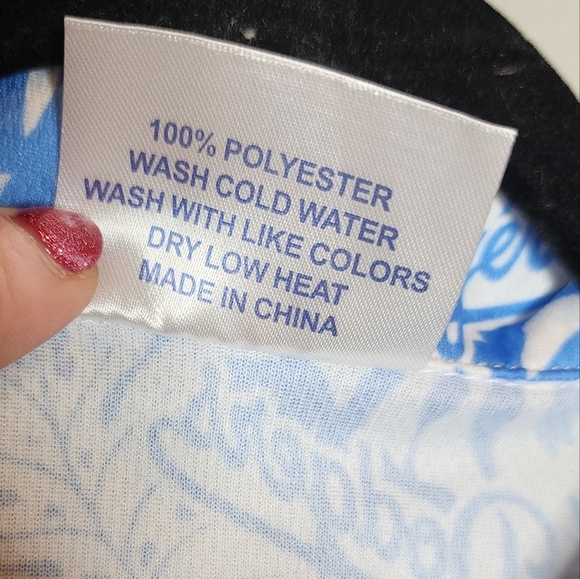 100% POLYESTER
WASH COLD WATER
WASH WITH LIKE COLORS
DRY LOW HEAT
MADE IN CHINA